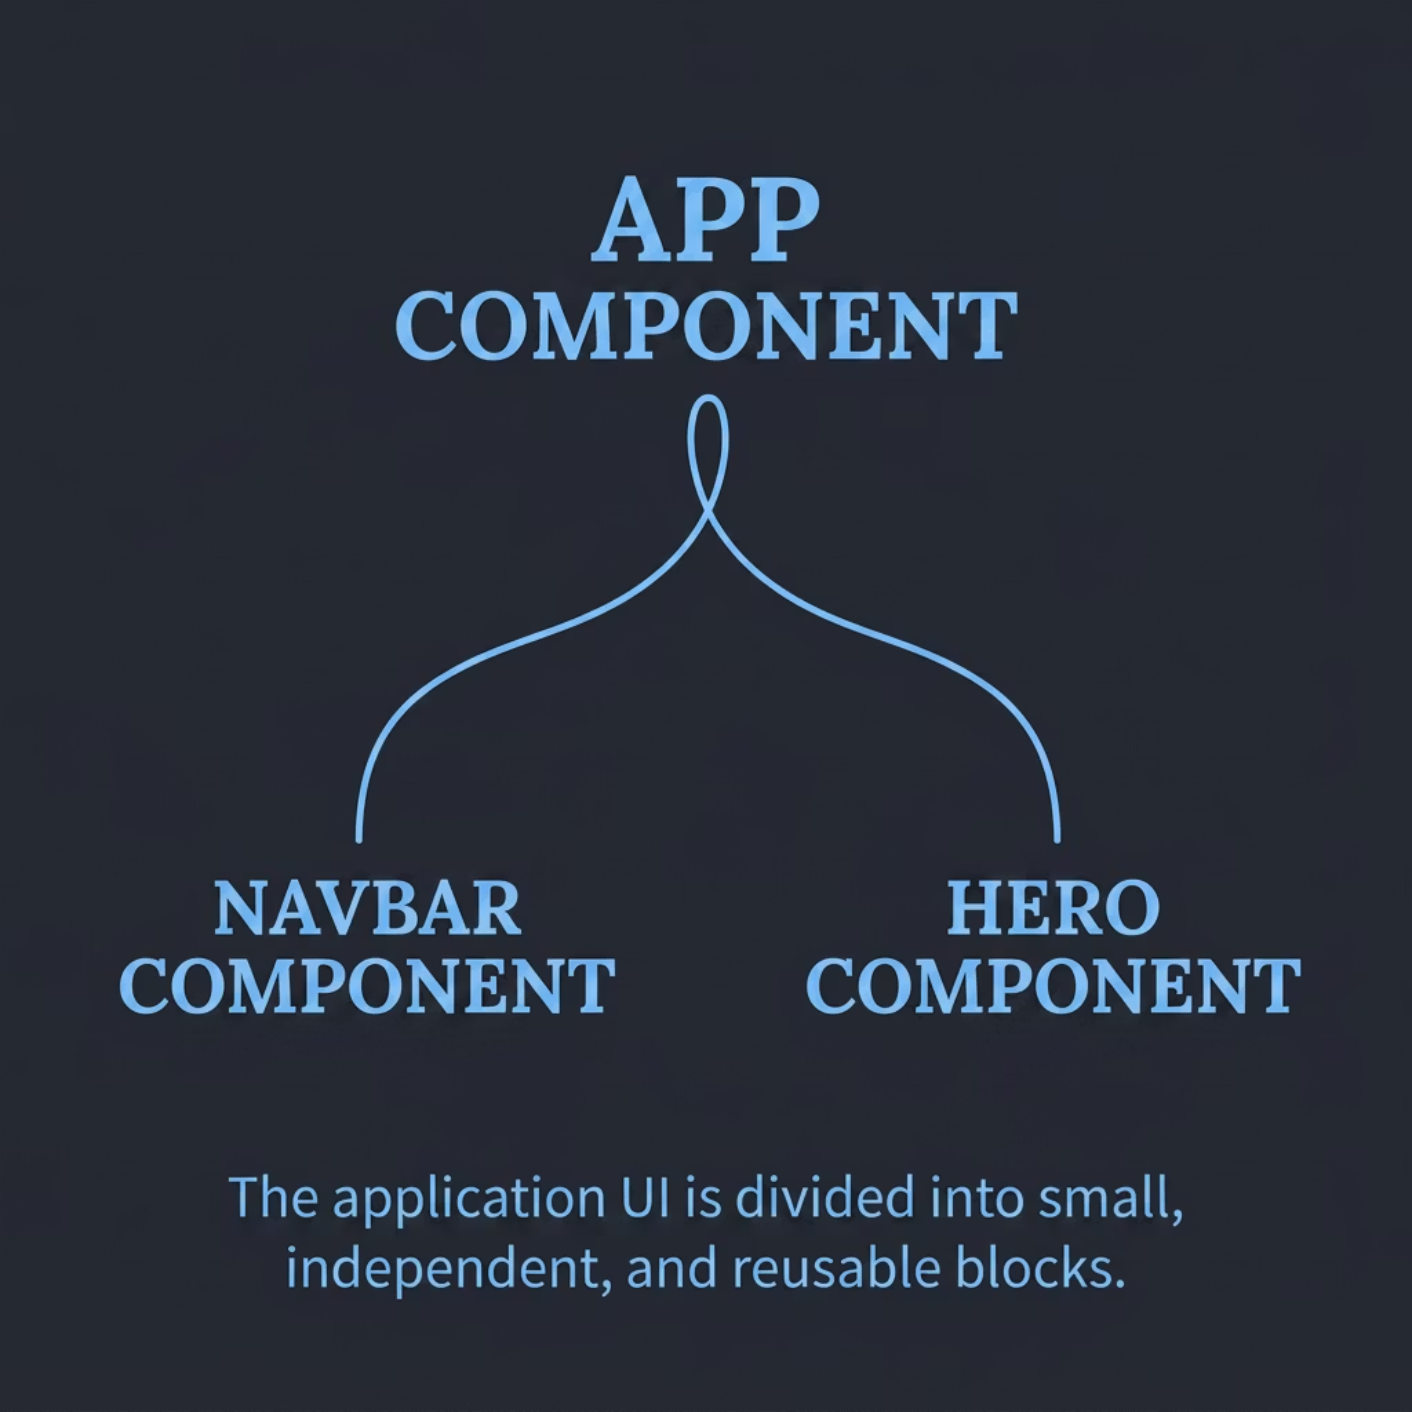 APP
COMPONENT
NAVBAR
COMPONENT
HERO
COMPONENT
The application UI is divided into small,
independent, and reusable blocks.